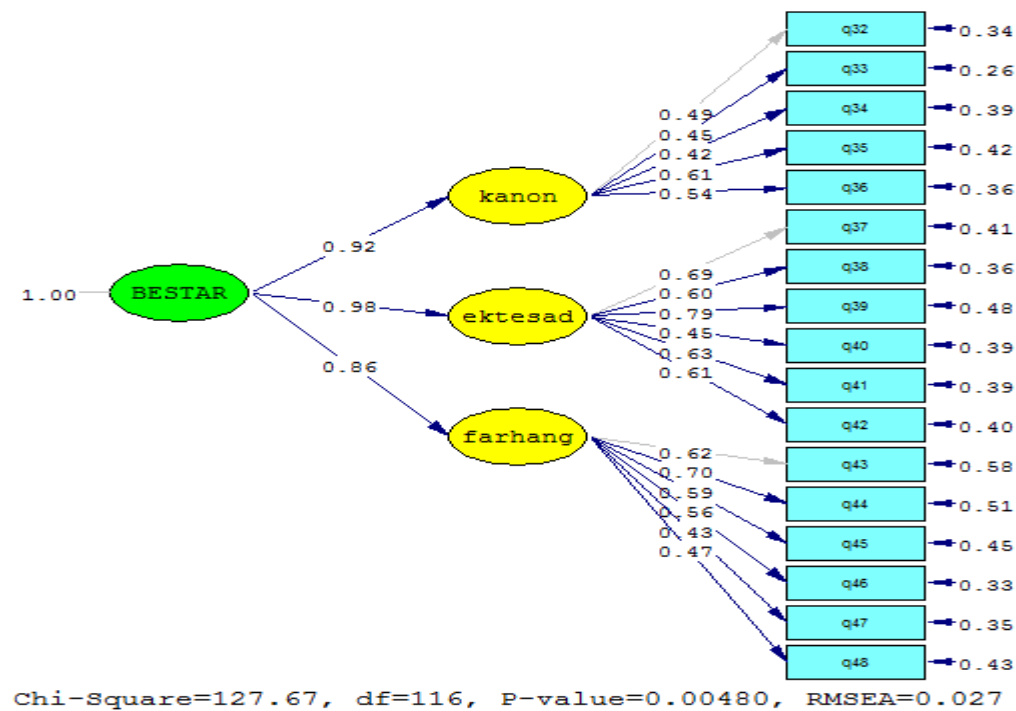 q32
0.34
q33
0.26
q34
0.39
q35
0.42
q36
0.36
q37
0.41
q38
0.36
q39
0.48
q40
0.39
q41
0.39
q42
0.40
q43
0.58
q44
0.51
q45
0.45
q46
0.33
q47
0.35
q48
0.43
0.49
0.45
0.42
0.61
0.54
kanon
0.92
0.69
0.60
0.79
0.45
0.63
0.61
1.00
BESTAR
0.98
ektesad
0.86
farhang
0.62
0.70
0.59
0.56
0.43
0.47
Chi-Square=127.67, df=116, P-value=0.00480, RMSEA=0.027